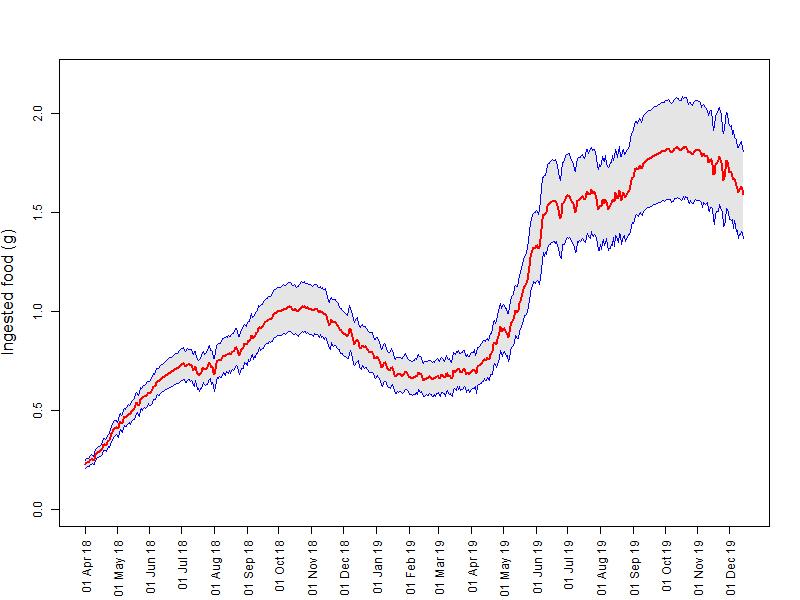 Ingested food (g)
2.0
1.5
1.0
0.5
0.0
01 Apr 18
01 May 18
01 Jun 18
01 Jul 18
01 Aug 18
01 Sep 18
01 Oct 18
01 Nov 18
01 Dec 18
01 Jan 19
01 Feb 19
01 Mar 19
01 Apr 19
01 May 19
01 Jun 19
01 Jul 19
01 Aug 19
01 Sep 19
01 Oct 19
01 Nov 19
01 Dec 19